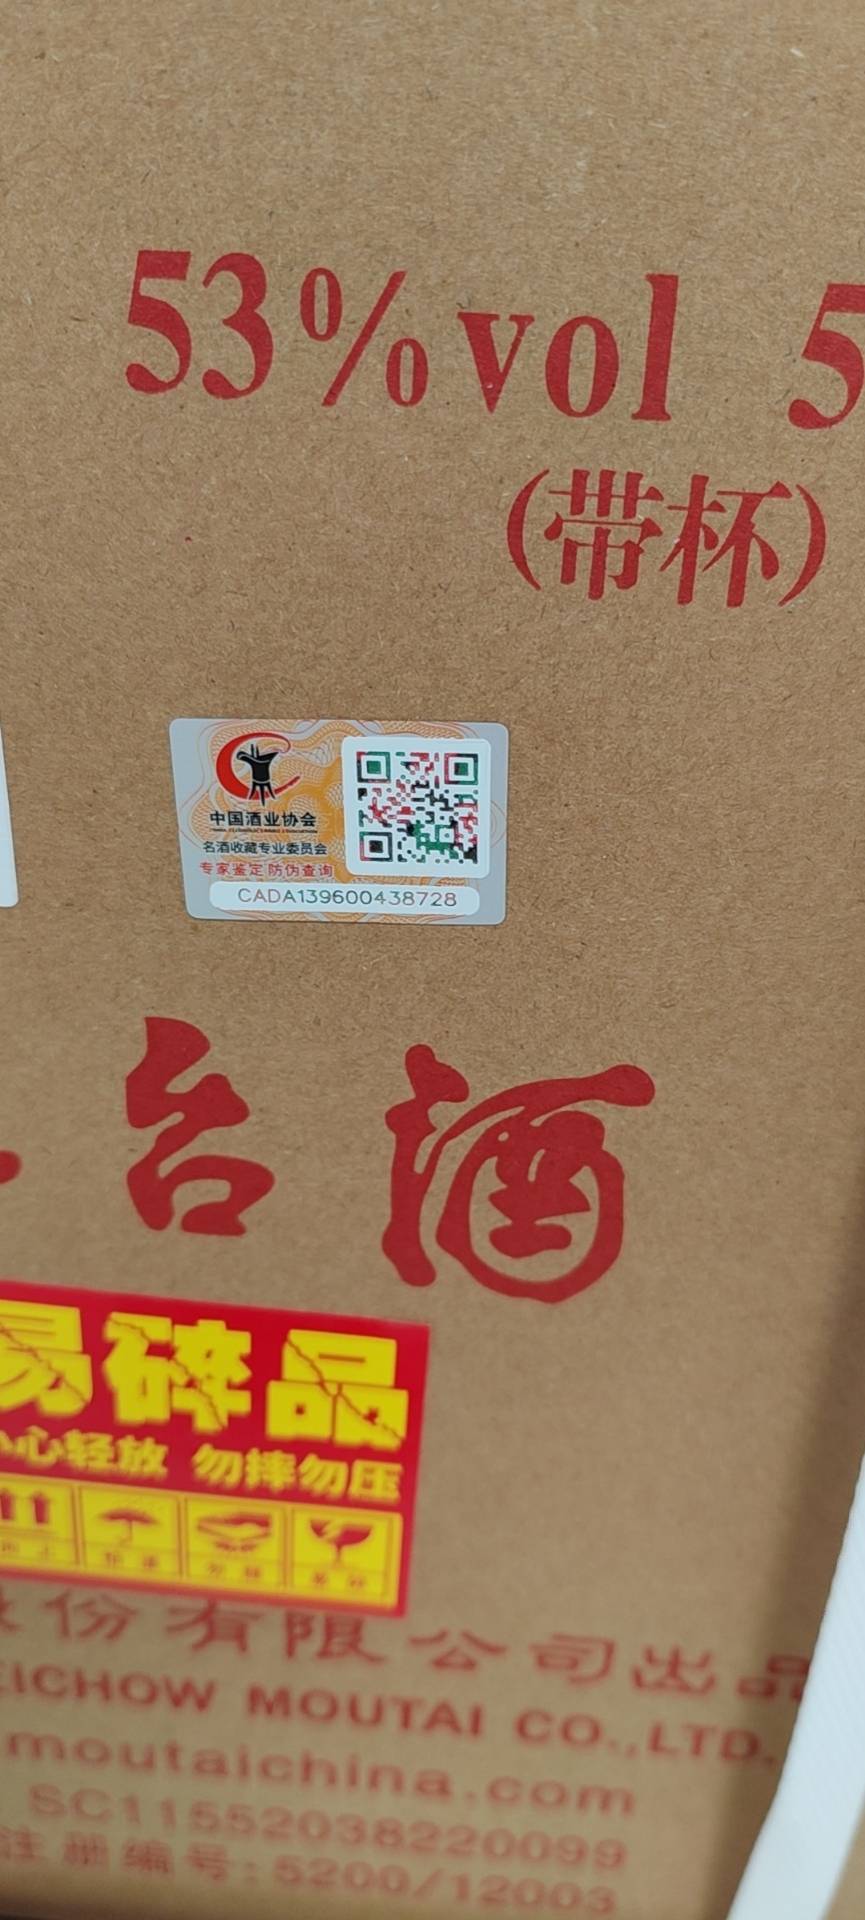 53%vol 5
(带杯)
中国酒业协会
名酒收藏专业委员会
专家鉴定 防伪查询
CADA139600438728
台酒
易碎品
小心轻放 勿摔勿压
份有限公司出品
EICHOW MOUTAI CO.,LTD.
moutaichina.com
SC11552038220099
注册编号:5200/12003